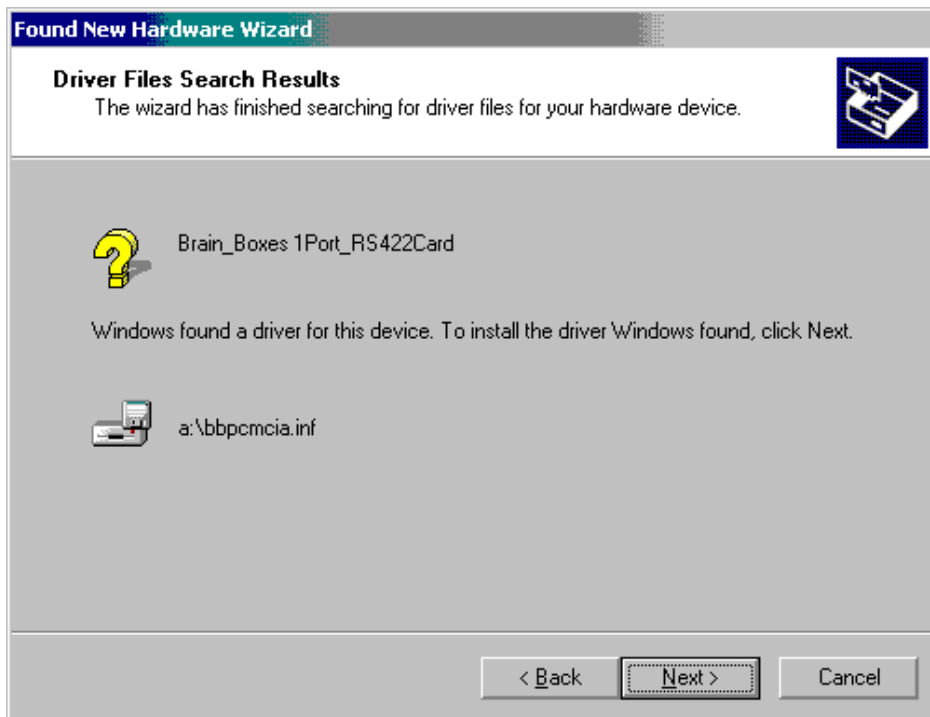 Found New Hardware Wizard
Driver Files Search Results
The wizard has finished searching for driver files for your hardware device.
Brain_Boxes 1Port_RS422Card
Windows found a driver for this device. To install the driver Windows found, click Next.
a:\bbpcmcia.inf
< Back Next > Cancel